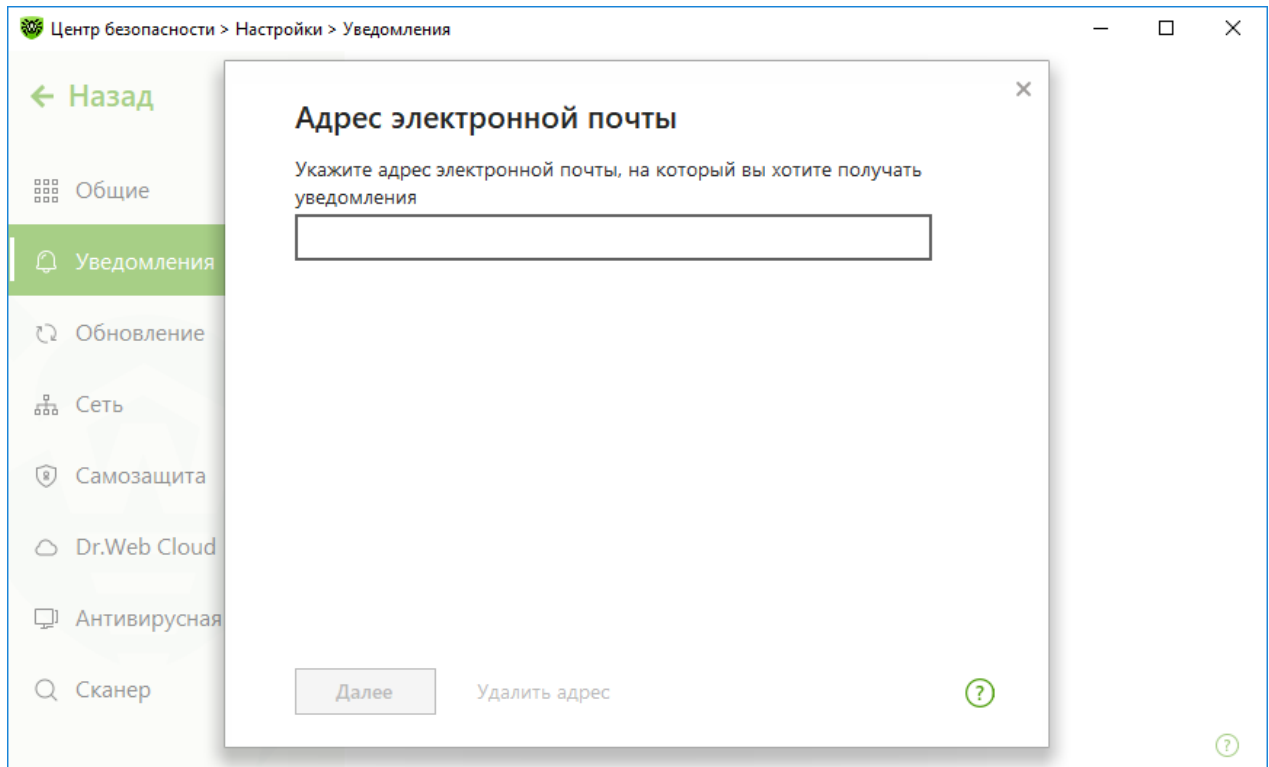 Центр безопасности > Настройки > Уведомления
Назад
Общие
Уведомления
Обновление
Сеть
Самозащита
Dr.Web Cloud
Антивирусная
Сканер
Адрес электронной почты
Укажите адрес электронной почты, на который вы хотите получать
уведомления
Далее
Удалить адрес
?
?